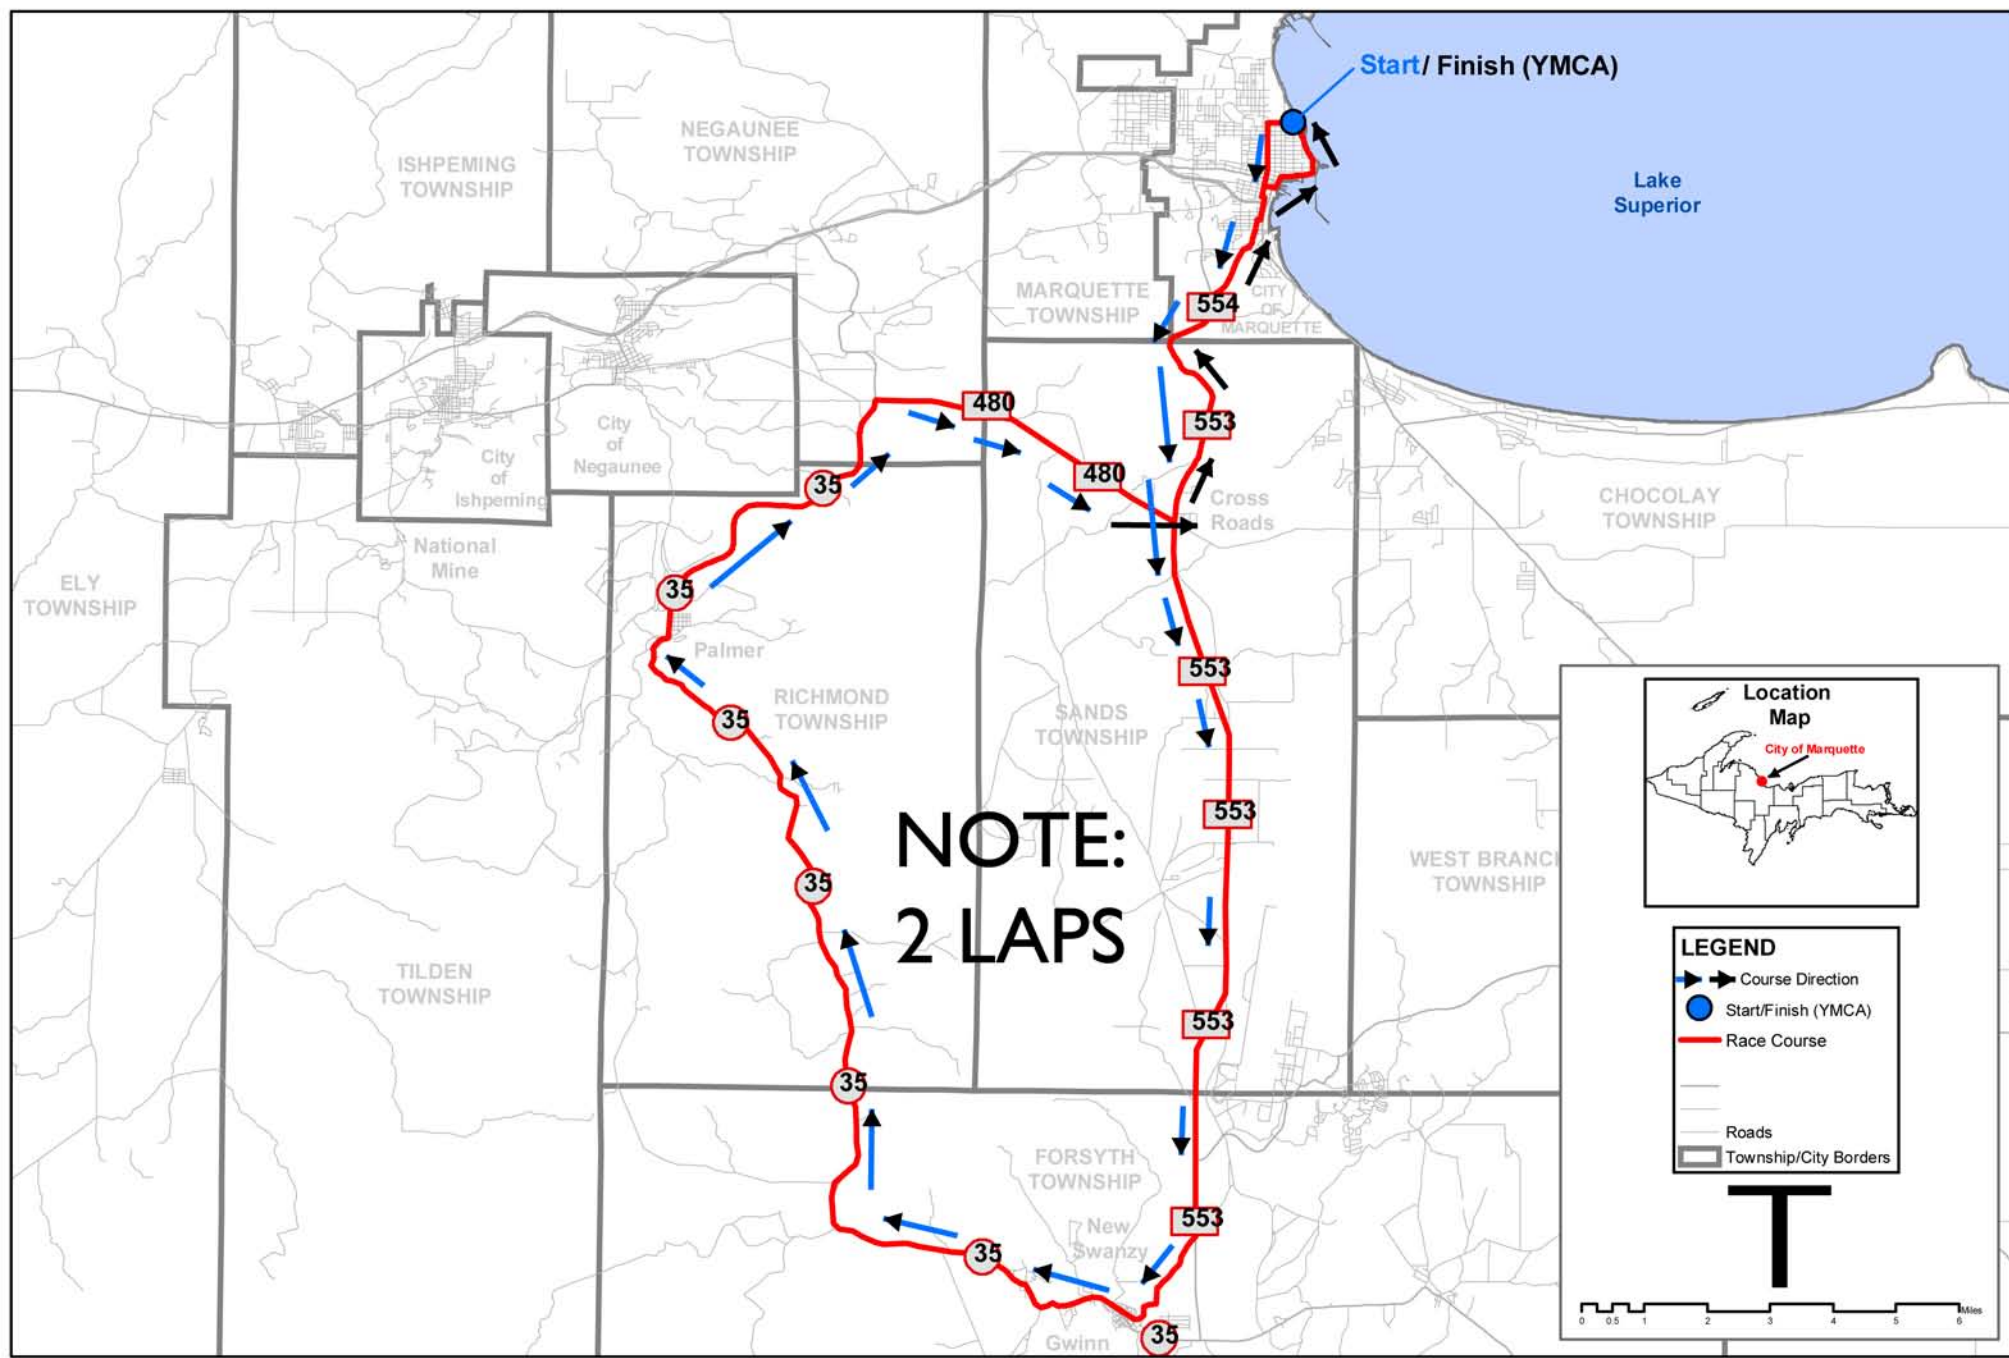 Start/ Finish (YMCA)
NEGAUNEE
TOWNSHIP
ISHPEMING
TOWNSHIP
Lake
Superior
MARQUETTE
TOWNSHIP
554
CITY
OF
MARQUETTE
480
553
City
of
Negaunee
City
of
Ishpeming
480
35
Cross
Roads
CHOCOLAY
TOWNSHIP
National
Mine
ELY
TOWNSHIP
35
Palmer
553
RICHMOND
TOWNSHIP
35
SANDS
TOWNSHIP
Location
Map
City of Marquette
NOTE:
2 LAPS
553
WEST BRANCH
TOWNSHIP
35
LEGEND
Course Direction
Start/Finish (YMCA)
Race Course
Roads
Township/City Borders
TILDEN
TOWNSHIP
553
35
FORSYTH
TOWNSHIP
553
New
Swanzy
35
Gwinn
35
T
0 0.5 1 2 3 4 5 6 Miles